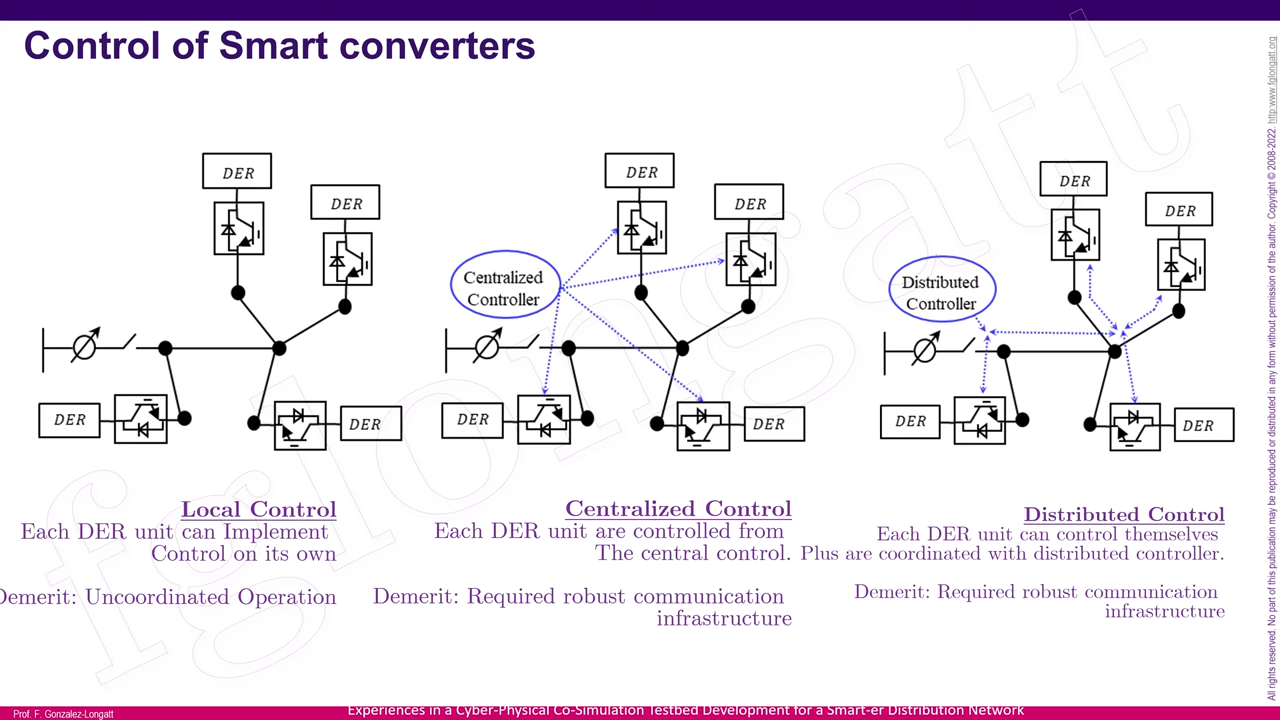 Control of Smart converters
DER
DER
DER
DER
DER
DER
Centralized
Controller
DER
DER
DER
DER
Distributed
Controller
DER
DER
Local Control
Each DER unit can Implement
Control on its own
Demerit: Uncoordinated Operation
Centralized Control
Each DER unit are controlled from
The central control.
Demerit: Required robust communication
infrastructure
Distributed Control
Each DER unit can control themselves
Plus are coordinated with distributed controller.
Demerit: Required robust communication
infrastructure
All rights reserved. No part of this publication may be reproduced or distributed in any form without permission of the author. Copyright © 2008-2022. http:www.fglongatt.org
fglongatt
Prof. F. Gonzalez-Longatt
Experiences in a Cyber-Physical Co-Simulation Testbed Development for a Smart-er Distribution Network